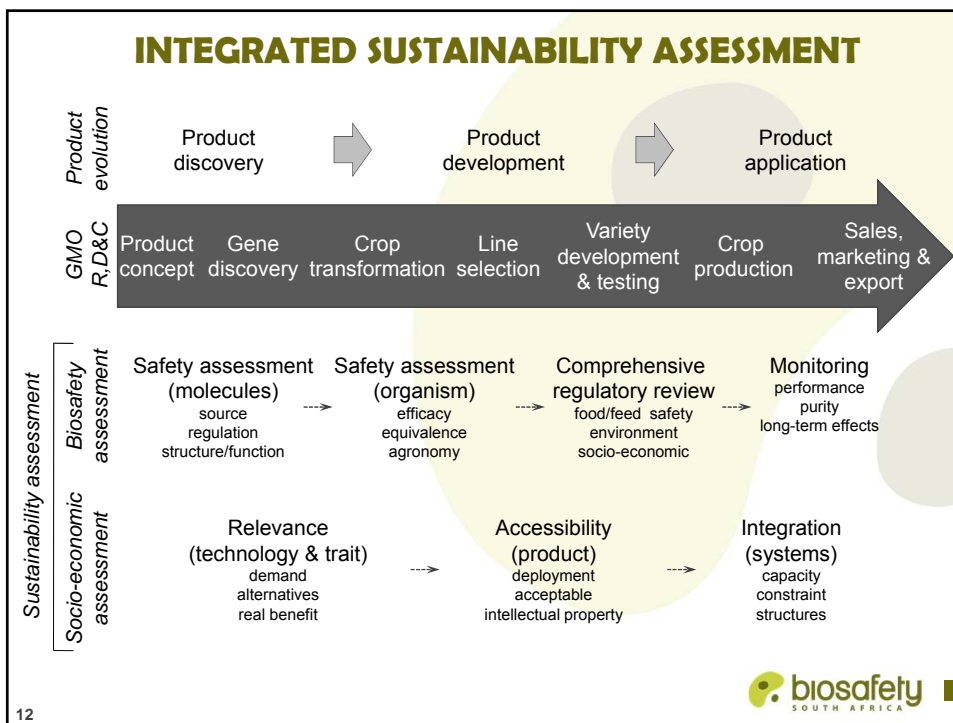 INTEGRATED SUSTAINABILITY ASSESSMENT
Product
evolution
Product
discovery
Product
development
Product
application
GMO
R,D&C
Product
concept
Gene
discovery
Crop
transformation
Line
selection
Variety
development
& testing
Crop
production
Sales,
marketing &
export
Sustainability assessment
Biosafety
assessment
Safety assessment
(molecules)
source
regulation
structure/function
Safety assessment
(organism)
efficacy
equivalence
agronomy
Comprehensive
regulatory review
food/feed safety
environment
socio-economic
Monitoring
performance
purity
long-term effects
Socio-economic
assessment
Relevance
(technology & trait)
demand
alternatives
real benefit
Accessibility
(product)
deployment
acceptable
intellectual property
Integration
(systems)
capacity
constraint
structures
biosafety
SOUTH AFRICA
12